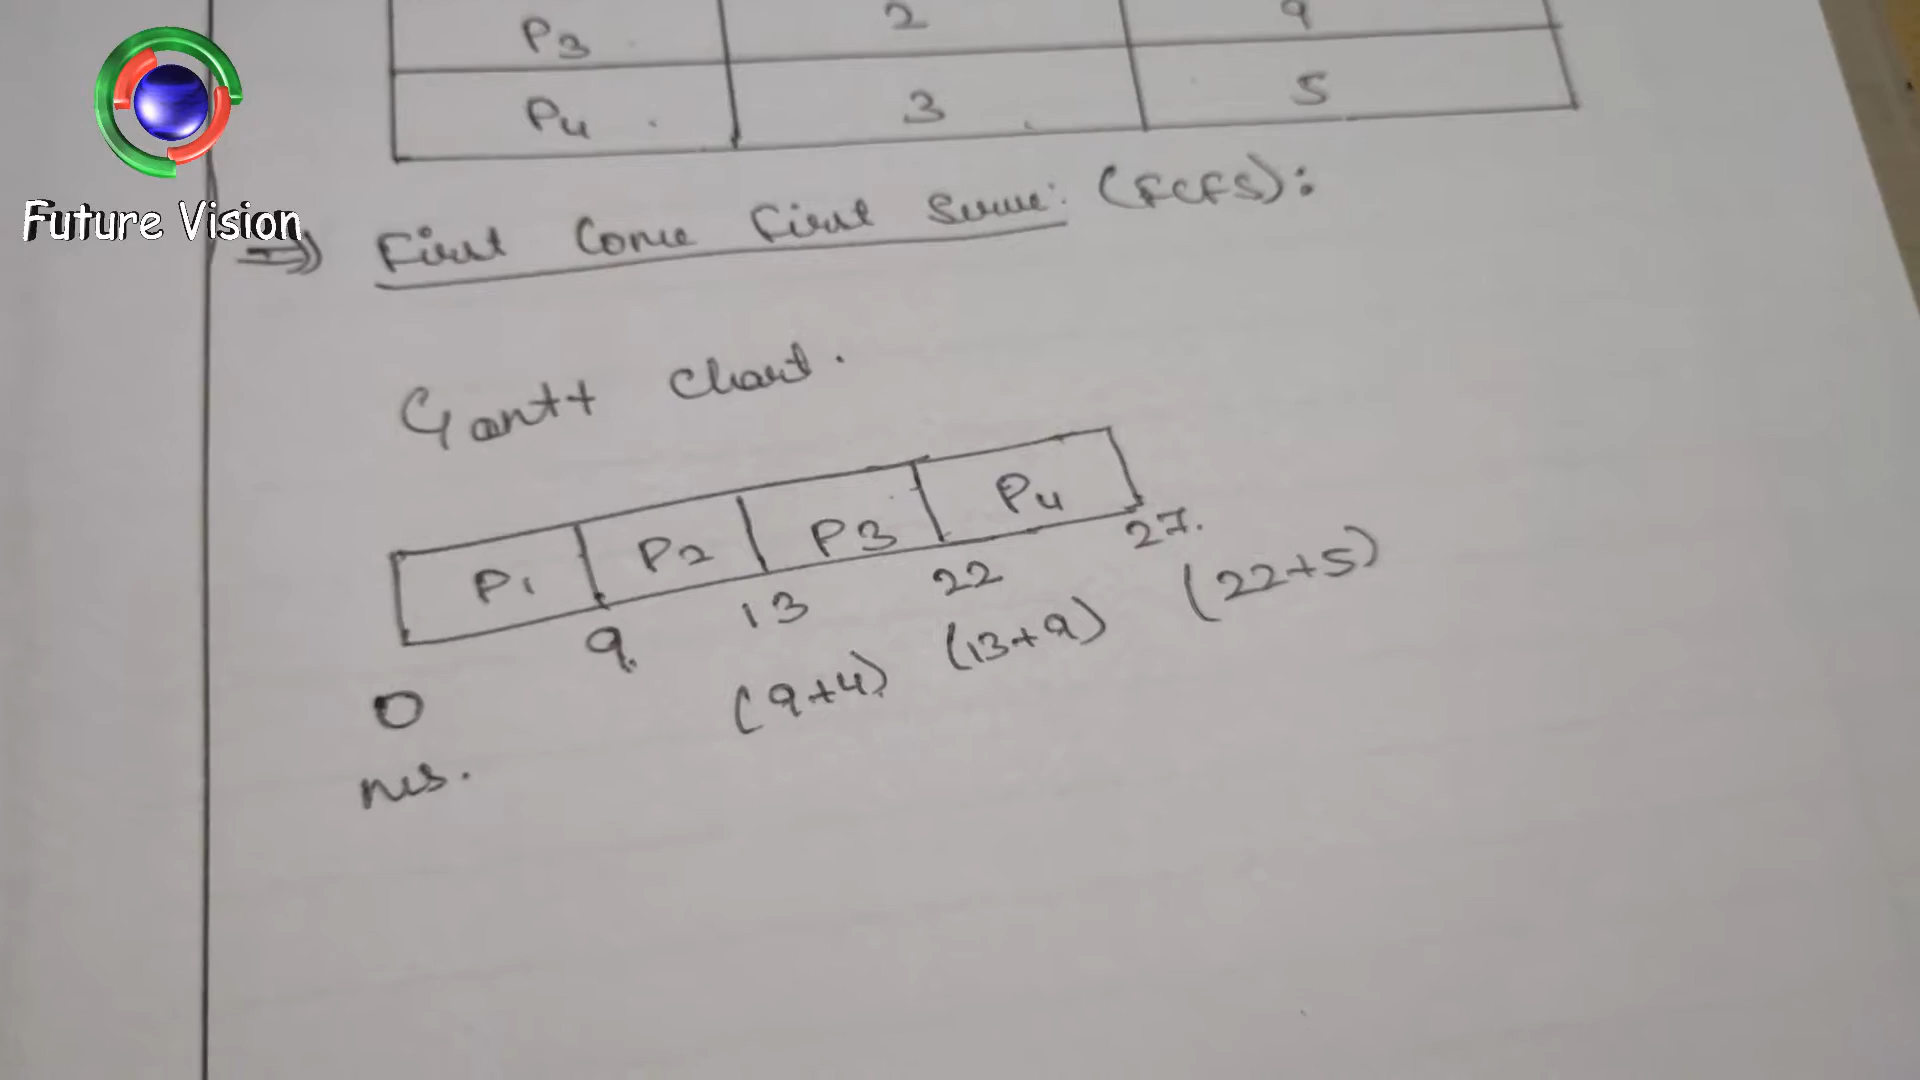 P3 2 9
P4 3 5
Future Vision
⇒ First Come First Serve: (FCFS):
Gantt Chart.
P1 P2 P3 P4
0 9 13 22 27.
(9+4) (13+9) (22+5)
ms.